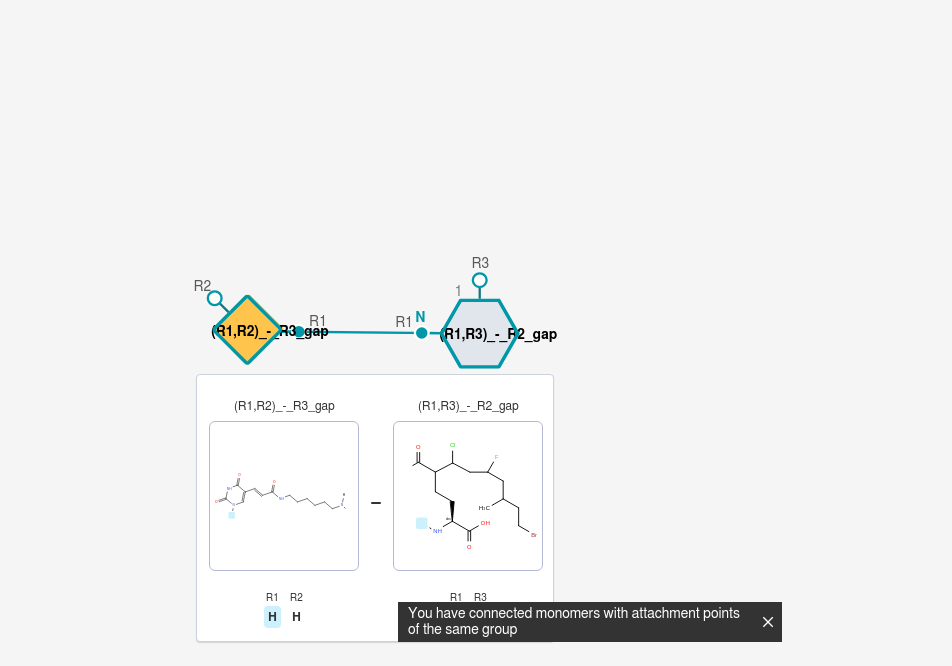 R3
R2
1
R1
R1
N
(R1,R2)_-_R3_gap
(R1,R3)_-_R2_gap
(R1,R2)_-_R3_gap
(R1,R3)_-_R2_gap
O
Cl
F
H₃C
NH
OH
O
Br
R1 R2
R1 R3
H H
You have connected monomers with attachment points
of the same group